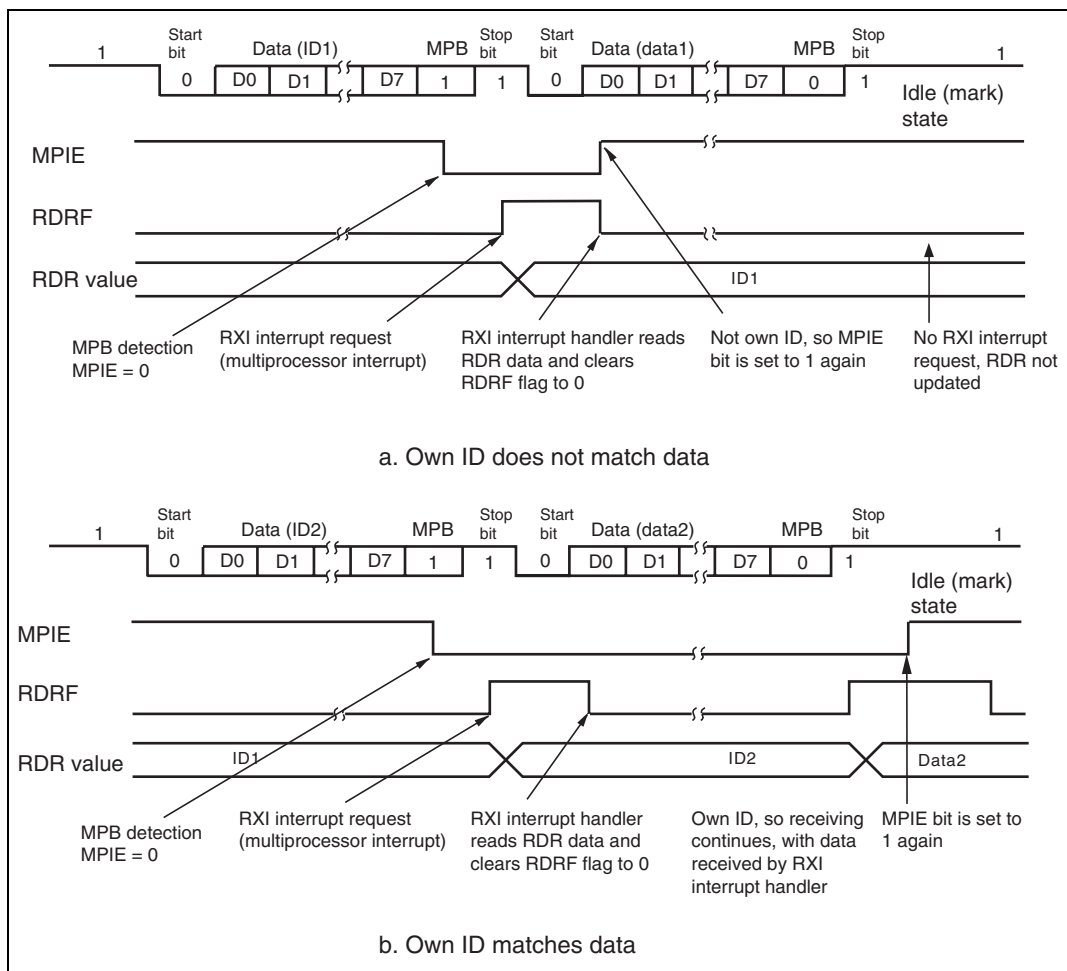 1 Start bit Data (ID1) MPB Stop bit Start bit Data (data1) MPB Stop bit 1
0 D0 D1 D7 1 1 0 D0 D1 D7 0 1
Idle (mark) state
MPIE
RDRF
RDR value
ID1
MPB detection
MPIE = 0
RXI interrupt request
(multiprocessor interrupt)
RXI interrupt handler reads
RDR data and clears
RDRF flag to 0
Not own ID, so MPIE
bit is set to 1 again
No RXI interrupt
request, RDR not
updated
a. Own ID does not match data
1 Start bit Data (ID2) MPB Stop bit Start bit Data (data2) MPB Stop bit 1
0 D0 D1 D7 1 1 0 D0 D1 D7 0 1
Idle (mark) state
MPIE
RDRF
RDR value
ID1 ID2 Data2
MPB detection
MPIE = 0
RXI interrupt request
(multiprocessor interrupt)
RXI interrupt handler
reads RDR data and
clears RDRF flag to 0
Own ID, so receiving
continues, with data
received by RXI
interrupt handler
MPIE bit is set to
1 again
b. Own ID matches data